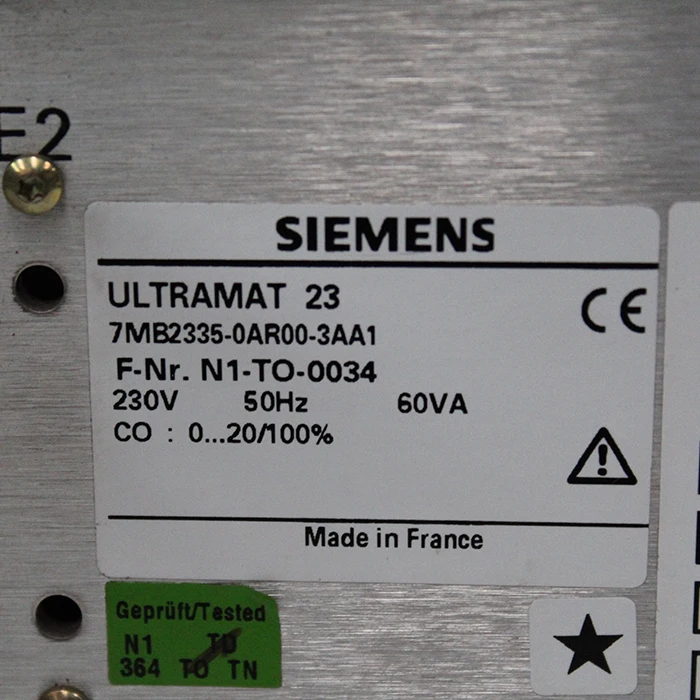 E2
SIEMENS
ULTRAMAT 23
CE
7MB2335-0AR00-3AA1
F-Nr. N1-TO-0034
230V 50Hz 60VA
CO : 0...20/100%
!
Made in France
Geprüft/Tested
N1 TU
364 TO TN